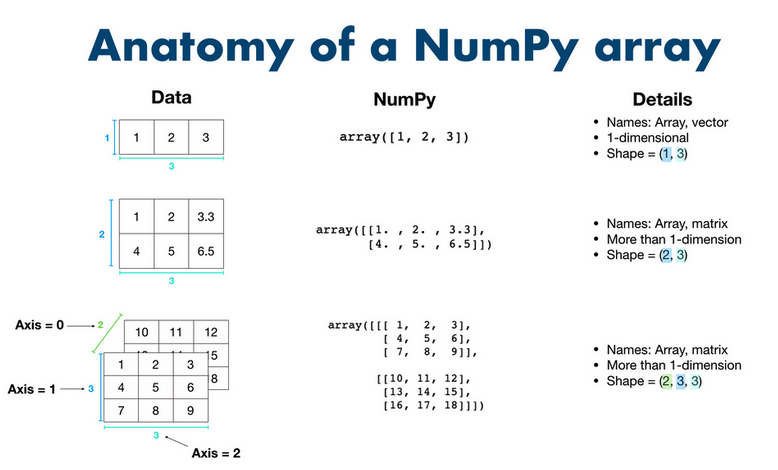 Anatomy of a NumPy array
Data
NumPy
Details
1
1 2 3
3
array([1, 2, 3])
• Names: Array, vector
• 1-dimensional
• Shape = (1, 3)
2
1 2 3.3
4 5 6.5
3
array([[1. , 2. , 3.3],
[4. , 5. , 6.5]])
• Names: Array, matrix
• More than 1-dimension
• Shape = (2, 3)
Axis = 0
2
10 11 12
15
8
Axis = 1
3
1 2 3
4 5 6
7 8 9
3
Axis = 2
array([[[ 1, 2, 3],
[ 4, 5, 6],
[ 7, 8, 9]],
[[10, 11, 12],
[13, 14, 15],
[16, 17, 18]]])
• Names: Array, matrix
• More than 1-dimension
• Shape = (2, 3, 3)